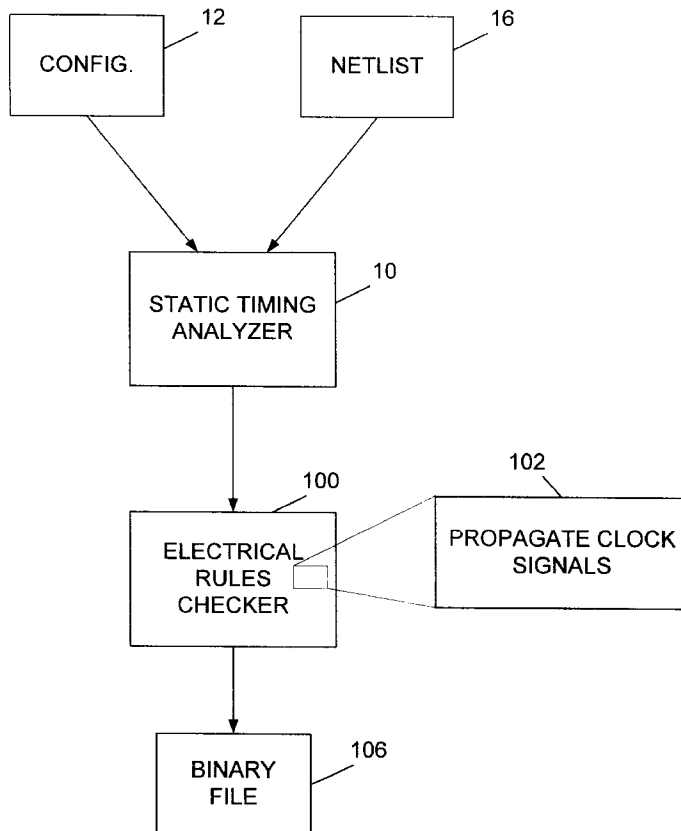 12
16
CONFIG.
NETLIST
10
STATIC TIMING
ANALYZER
100
102
ELECTRICAL
RULES
CHECKER
PROPAGATE CLOCK
SIGNALS
106
BINARY
FILE